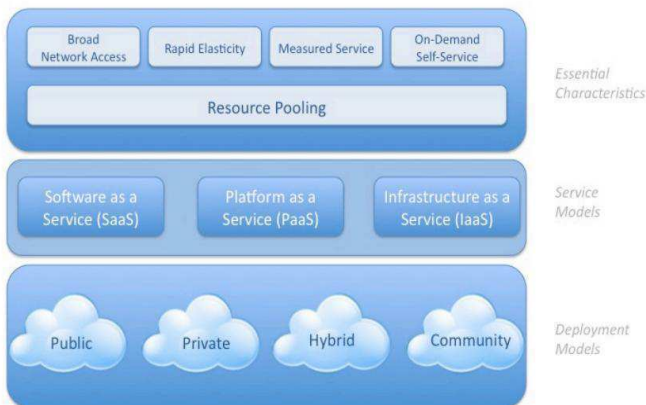 Broad
Network Access
Rapid Elasticity
Measured Service
On-Demand
Self-Service
Resource Pooling
Essential
Characteristics
Software as a
Service (SaaS)
Platform as a
Service (PaaS)
Infrastructure as a
Service (IaaS)
Service
Models
Public
Private
Hybrid
Community
Deployment
Models